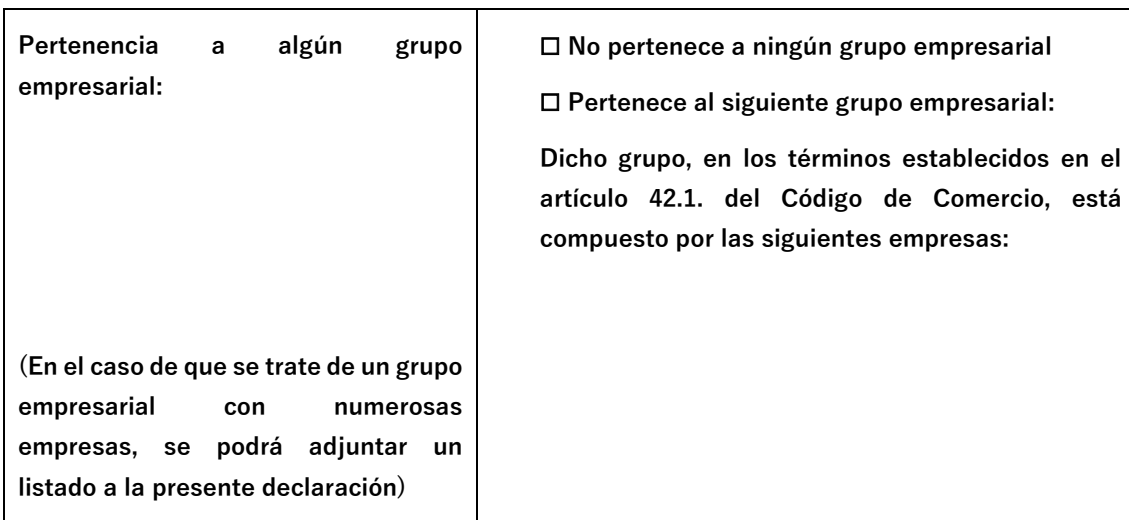 Pertenencia a algún grupo
empresarial:
(En el caso de que se trate de un grupo
empresarial con numerosas
empresas, se podrá adjuntar un
listado a la presente declaración)
☐ No pertenece a ningún grupo empresarial
☐ Pertenece al siguiente grupo empresarial:
Dicho grupo, en los términos establecidos en el
artículo 42.1. del Código de Comercio, está
compuesto por las siguientes empresas: